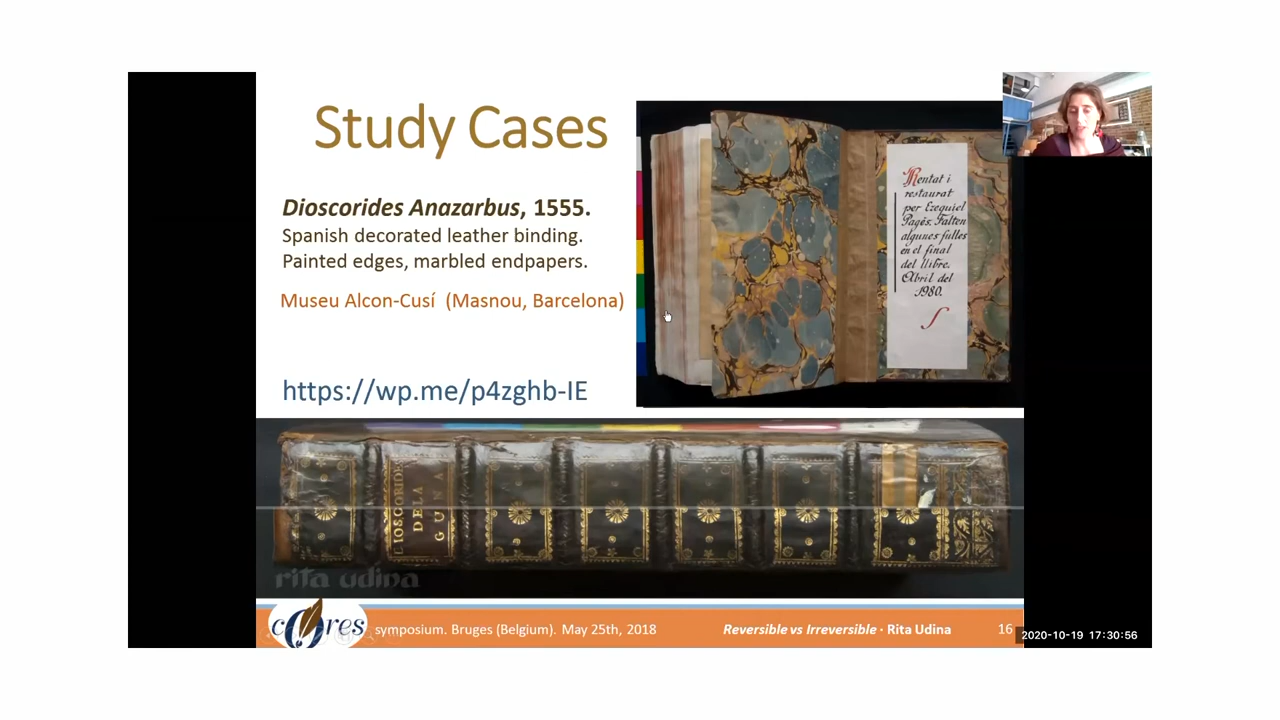 Study Cases
Dioscorides Anazarbus, 1555.
Spanish decorated leather binding.
Painted edges, marbled endpapers.
Museu Alcon-Cusí (Masnou, Barcelona)
https://wp.me/p4zghb-IE
Rentat i
restaurat
per Ezequiel
Pagés. Falten
algunes fulles
en el final
del llibre.
Abril del
1980.
DIOSCORIDES
DE LA
GUINA
rita udina
cores symposium. Bruges (Belgium). May 25th, 2018
Reversible vs Irreversible · Rita Udina
16
2020-10-19 17:30:56